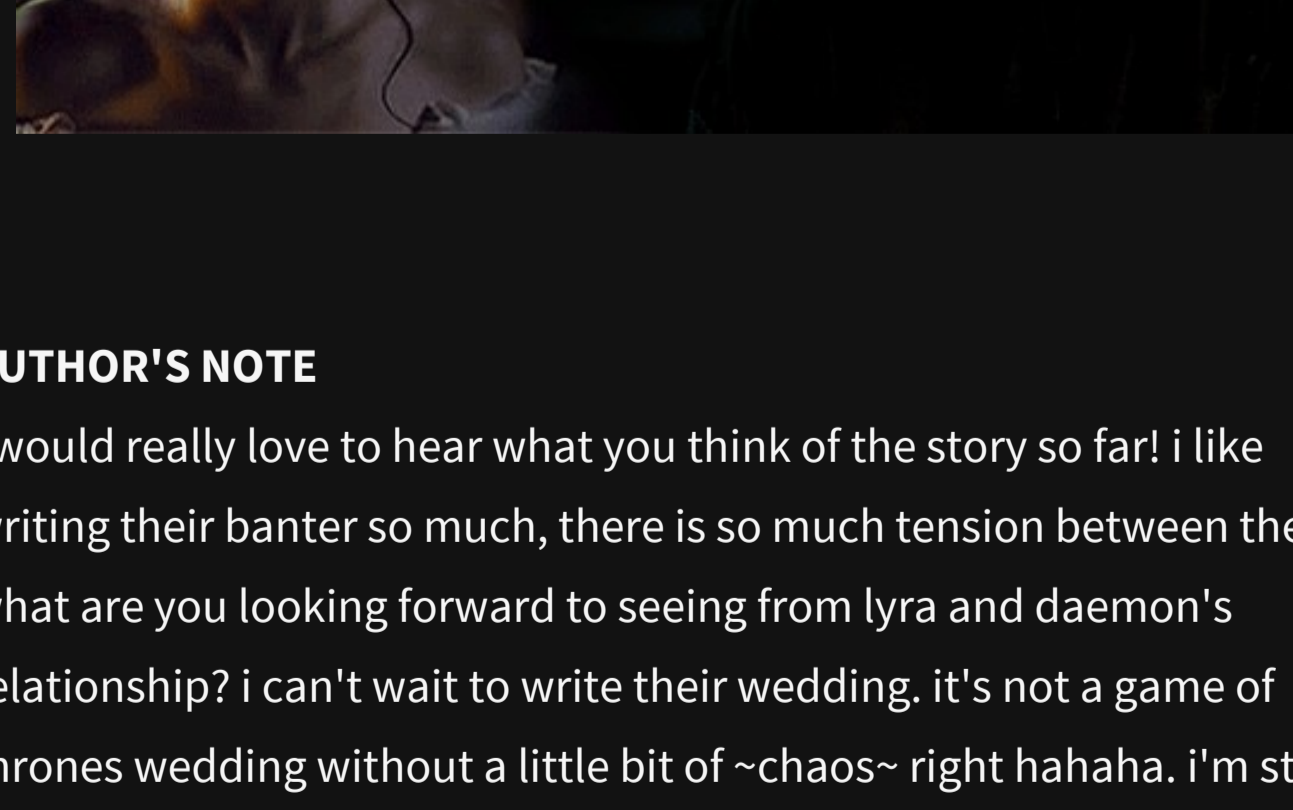 UTHOR'S NOTE
would really love to hear what you think of the story so far! i like
riting their banter so much, there is so much tension between the
hat are you looking forward to seeing from lyra and daemon's
elationship? i can't wait to write their wedding. it's not a game of
hrones wedding without a little bit of ~chaos~ right hahaha. i'm st